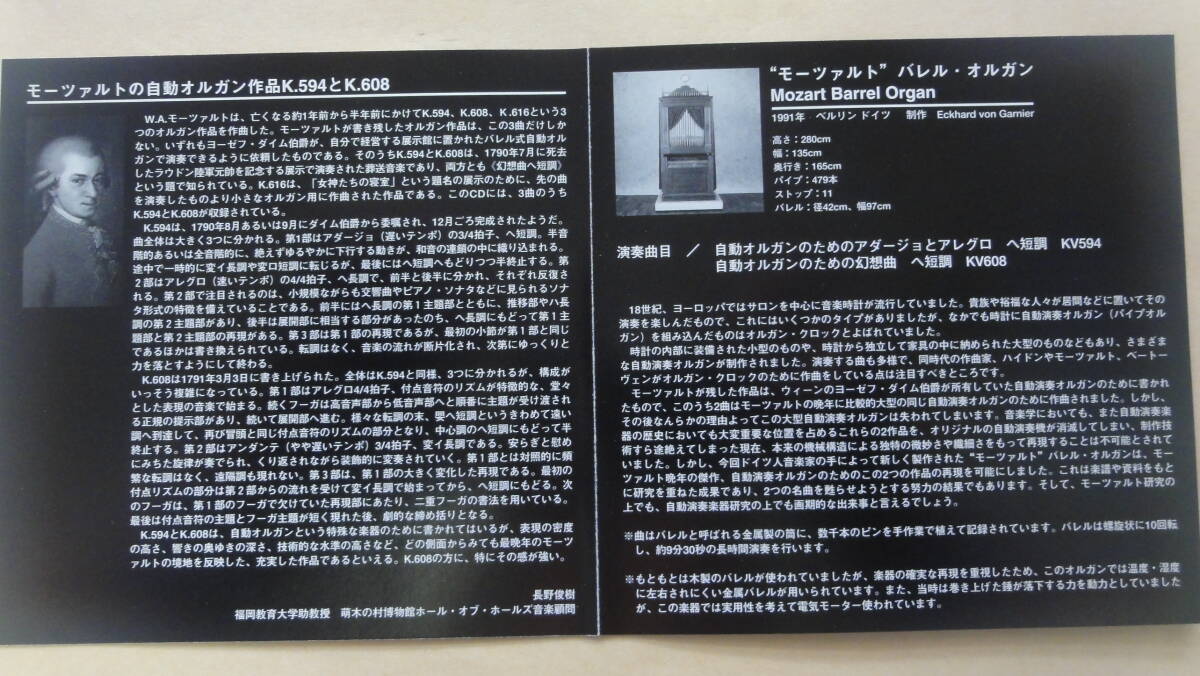 モーツァルトの自動オルガン作品K.594とK.608
W.A.モーツァルトは、亡くなる約1年前から半年前にかけてK.594、K.608、K.616という3
つのオルガン作品を作曲した。モーツァルトが書き残したオルガン作品は、この3曲だけしか
ない。いずれもヨーゼフ・ダイム伯爵が、自分で経営する展示館に置かれたバレル式自動オル
ガンで演奏できるように依頼したものである。そのうちK.594とK.608は、1790年7月に死去
したラウドン陸軍元帥を記念する展示で演奏された葬送音楽であり、両方とも《幻想曲ヘ短調》
という題で知られている。K.616は、「女神たちの寝室」という題名の展示のために、先の曲
を演奏したものより小さなオルガン用に作曲された作品である。このCDには、3曲のうち
K.594とK.608が収録されている。
K.594は、1790年8月あるいは9月にダイム伯爵から委嘱され、12月ごろ完成されたようだ。
曲全体は大きく3つに分かれる。第1部はアダージョ（遅いテンポ）の3/4拍子、ヘ短調。半音
階的あるいは全音階的に、絶えずゆるやかに下行する動きが、和音の連鎖の中に織り込まれる。
途中で一時的に変イ長調や変ロ短調に転じるが、最後にはヘ短調へもどりつつ半終止する。第
2部はアレグロ（速いテンポ）の4/4拍子、ヘ長調で、前半と後半に分かれ、それぞれ反復さ
れる。第2部で注目されるのは、小規模ながらも交響曲やピアノ・ソナタなどに見られるソナ
タ形式の特徴を備えていることである。前半にはヘ長調の第1主題部とともに、推移部やハ長
調の第2主題部があり、後半は展開部に相当する部分があったのち、ヘ長調にもどって第1主
題部と第2主題部の再現がある。第3部は第1部の再現であるが、最初の小節が第1部と同じ
であるほかは書き換えられている。転調はなく、音楽の流れが断片化され、次第にゆっくりと
力を落とすようにして終わる。
K.608は1791年3月3日に書き上げられた。全体はK.594と同様、3つに分かれるが、構成が
いっそう複雑になっている。第1部はアレグロ4/4拍子、付点音符のリズムが特徴的な、堂々
とした表現の音楽で始まる。続くフーガは高音声部から低音声部へと順番に主題が受け渡され
る正規の提示部があり、続いて展開部へ進む。様々な転調の末、嬰ヘ短調というきわめて遠い
調へ到達して、再び冒頭と同じ付点音符のリズムの部分となり、中心調のヘ短調にもどって半
終止する。第2部はアンダンテ（やや遅いテンポ）3/4拍子、変イ長調である。安らぎと慰め
にみちた旋律が奏でられ、くり返されながら装飾的に変奏されていく。第1部とは対照的に頻
繁な転調はなく、遠隔調も現れない。第3部は、第1部の大きく変化した再現である。最初の
付点リズムの部分は第2部からの流れを受けて変イ長調で始まってから、ヘ短調にもどる。次
のフーガは、第1部のフーガで欠けていた再現部にあたり、二重フーガの書法を用いている。
最後は付点音符の主題とフーガ主題が短く現れた後、劇的な締め括りとなる。
K.594とK.608は、自動オルガンという特殊な楽器のために書かれてはいるが、表現の密度
の高さ、響きの奥ゆきの深さ、技術的な水準の高さなど、どの側面からみても最晩年のモーツ
ァルトの境地を反映した、充実した作品であるといえる。K.608の方に、特にその感が強い。
長野俊樹
福岡教育大学助教授　萌木の村博物館ホール・オブ・ホールズ音楽顧問
“モーツァルト” バレル・オルガン
Mozart Barrel Organ
1991年・ベルリン ドイツ　制作　Eckhard von Garnier
高さ：280cm
幅：135cm
奥行き：165cm
パイプ：479本
ストップ：11
バレル：径42cm、幅97cm
演奏曲目　／　自動オルガンのためのアダージョとアレグロ　ヘ短調　KV594
自動オルガンのための幻想曲　ヘ短調　KV608
18世紀、ヨーロッパではサロンを中心に音楽時計が流行していました。貴族や裕福な人々が居間などに置いてその
演奏を楽しんだもので、これにはいくつかのタイプがありましたが、なかでも時計に自動演奏オルガン（パイプオル
ガン）を組み込んだものはオルガン・クロックとよばれていました。
時計の内部に装備された小型のものや、時計から独立して家具の中に納められた大型のものなどもあり、さまざま
な自動演奏オルガンが制作されました。演奏する曲も多様で、同時代の作曲家、ハイドンやモーツァルト、ベートー
ヴェンがオルガン・クロックのために作曲をしている点は注目すべきところです。
モーツァルトが残した作品は、ウィーンのヨーゼフ・ダイム伯爵が所有していた自動演奏オルガンのために書かれ
たもので、このうち2曲はモーツァルトの晩年に比較的大型の同じ自動演奏オルガンのために作曲されました。しかし、
その後なんらかの理由よってこの大型自動演奏オルガンは失われてしまいます。音楽学においても、また自動演奏楽
器の歴史においても大変重要な位置を占めるこれらの2作品を、オリジナルの自動演奏機が消滅してしまい、制作技
術すら途絶えてしまった現在、本来の機械構造による独特の微妙さや繊細さをもって再現することは不可能とされて
いました。しかし、今回ドイツ人音楽家の手によって新しく製作された“モーツァルト”バレル・オルガンは、モー
ツァルト晩年の傑作、自動演奏オルガンのためのこの2つの作品の再現を可能にしました。これは楽譜や資料をもと
に研究を重ねた成果であり、2つの名曲を甦らせようとする努力の結果でもあります。そして、モーツァルト研究の
上でも、自動演奏楽器研究の上でも画期的な出来事と言えるでしょう。
※曲はバレルと呼ばれる金属製の筒に、数千本のピンを手作業で植えて記録されています。バレルは螺旋状に10回転
し、約9分30秒の長時間演奏を行います。
※もともとは木製のバレルが使われていましたが、楽器の確実な再現を重視したため、このオルガンでは温度・湿度
に左右されにくい金属バレルが用いられています。また、当時は巻き上げた錘が落下する力を動力としていました
が、この楽器では実用性を考えて電気モーター使われています。